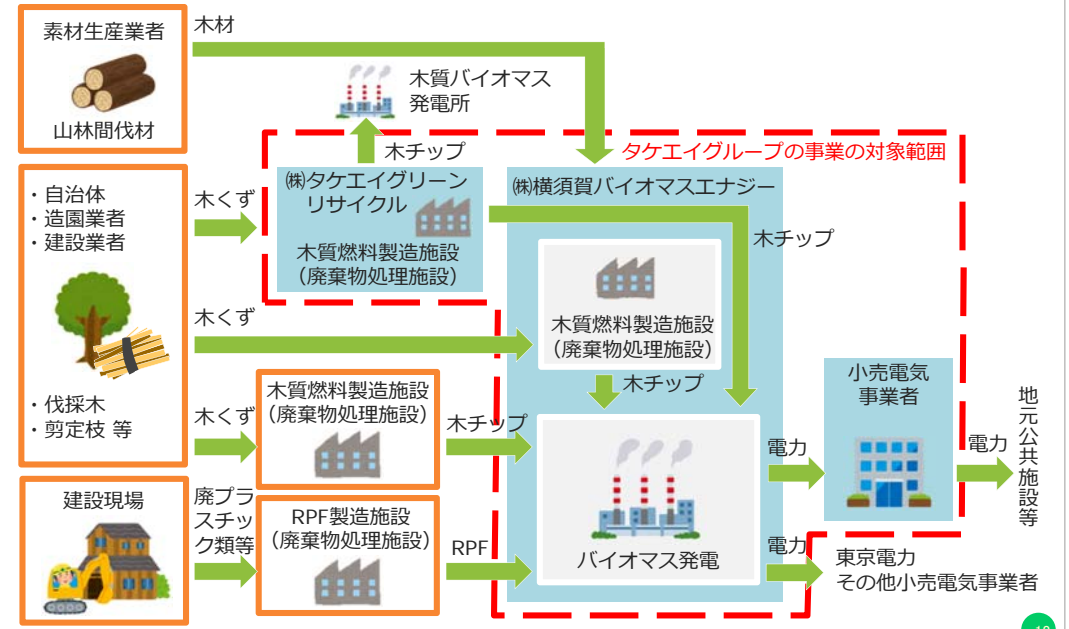 素材生産業者
山林間伐材
木材
木質バイオマス
発電所
木チップ
タケエイグループの事業の対象範囲
・自治体
・造園業者
・建設業者
木くず
㈱タケエイグリーン
リサイクル
木質燃料製造施設
（廃棄物処理施設）
㈱横須賀バイオマスエナジー
木チップ
木くず
木質燃料製造施設
（廃棄物処理施設）
木チップ
・伐採木
・剪定枝 等
木くず
木質燃料製造施設
（廃棄物処理施設）
木チップ
小売電気
事業者
電力
電力
地元公共施設等
建設現場
廃プラ
スチッ
ク類等
RPF製造施設
（廃棄物処理施設）
RPF
バイオマス発電
電力
東京電力
その他小売電気事業者